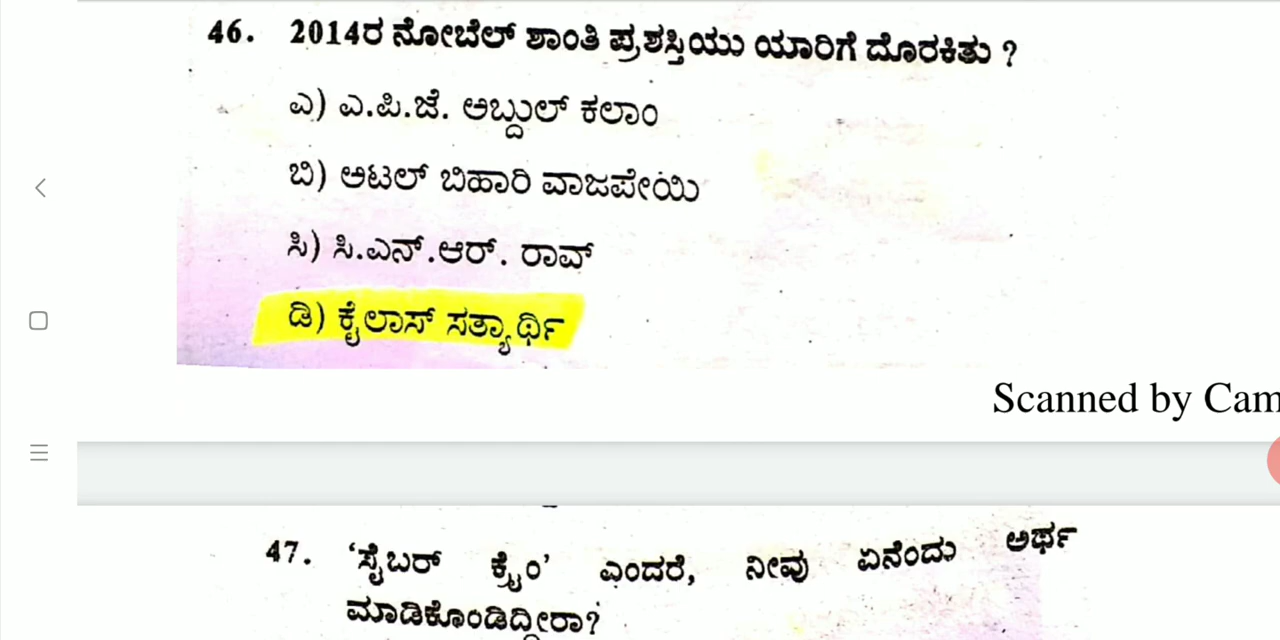 46. 2014ರ ನೋಬೆಲ್ ಶಾಂತಿ ಪ್ರಶಸ್ತಿಯು ಯಾರಿಗೆ ದೊರಕಿತು ?
ಎ) ಎ.ಪಿ.ಜೆ. ಅಬ್ದುಲ್ ಕಲಾಂ
ಬಿ) ಅಟಲ್ ಬಿಹಾರಿ ವಾಜಪೇಯಿ
ಸಿ) ಸಿ.ಎನ್.ಆರ್. ರಾವ್
ಡಿ) ಕೈಲಾಸ್ ಸತ್ಯಾರ್ಥಿ
Scanned by Cam
47. 'ಸೈಬರ್ ಕ್ರೈಂ' ಎಂದರೆ, ನೀವು ಏನೆಂದು ಅರ್ಥ
ಮಾಡಿಕೊಂಡಿದ್ದೀರಾ?